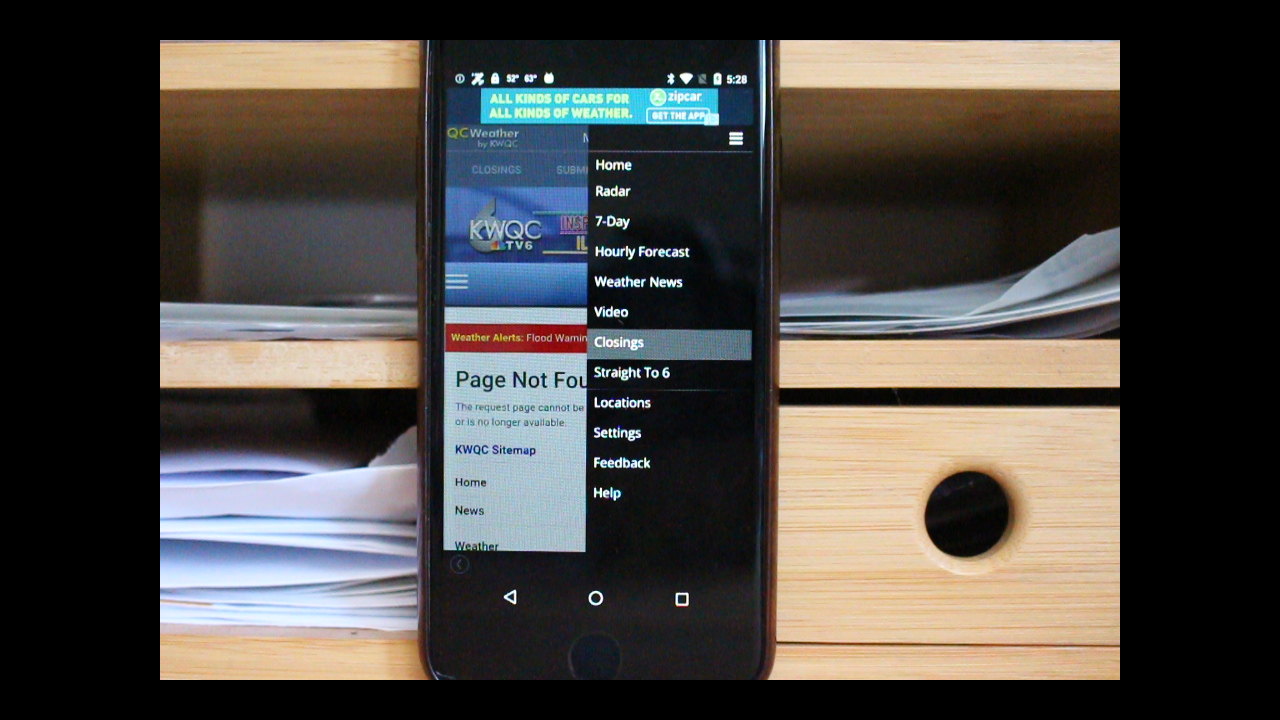 52° 63° 5:28
ALL KINDS OF CARS FOR
ALL KINDS OF WEATHER.
zipcar
GET THE APP
QCWeather
by KWQC
CLOSINGS
KWQC
TV6
Weather Alerts: Flood
Page Not
The request page cannot be
or is no longer available.
KWQC Sitemap
Home
News
Weather
Home
Radar
7-Day
Hourly Forecast
Weather News
Video
Closings
Straight To 6
Locations
Settings
Feedback
Help